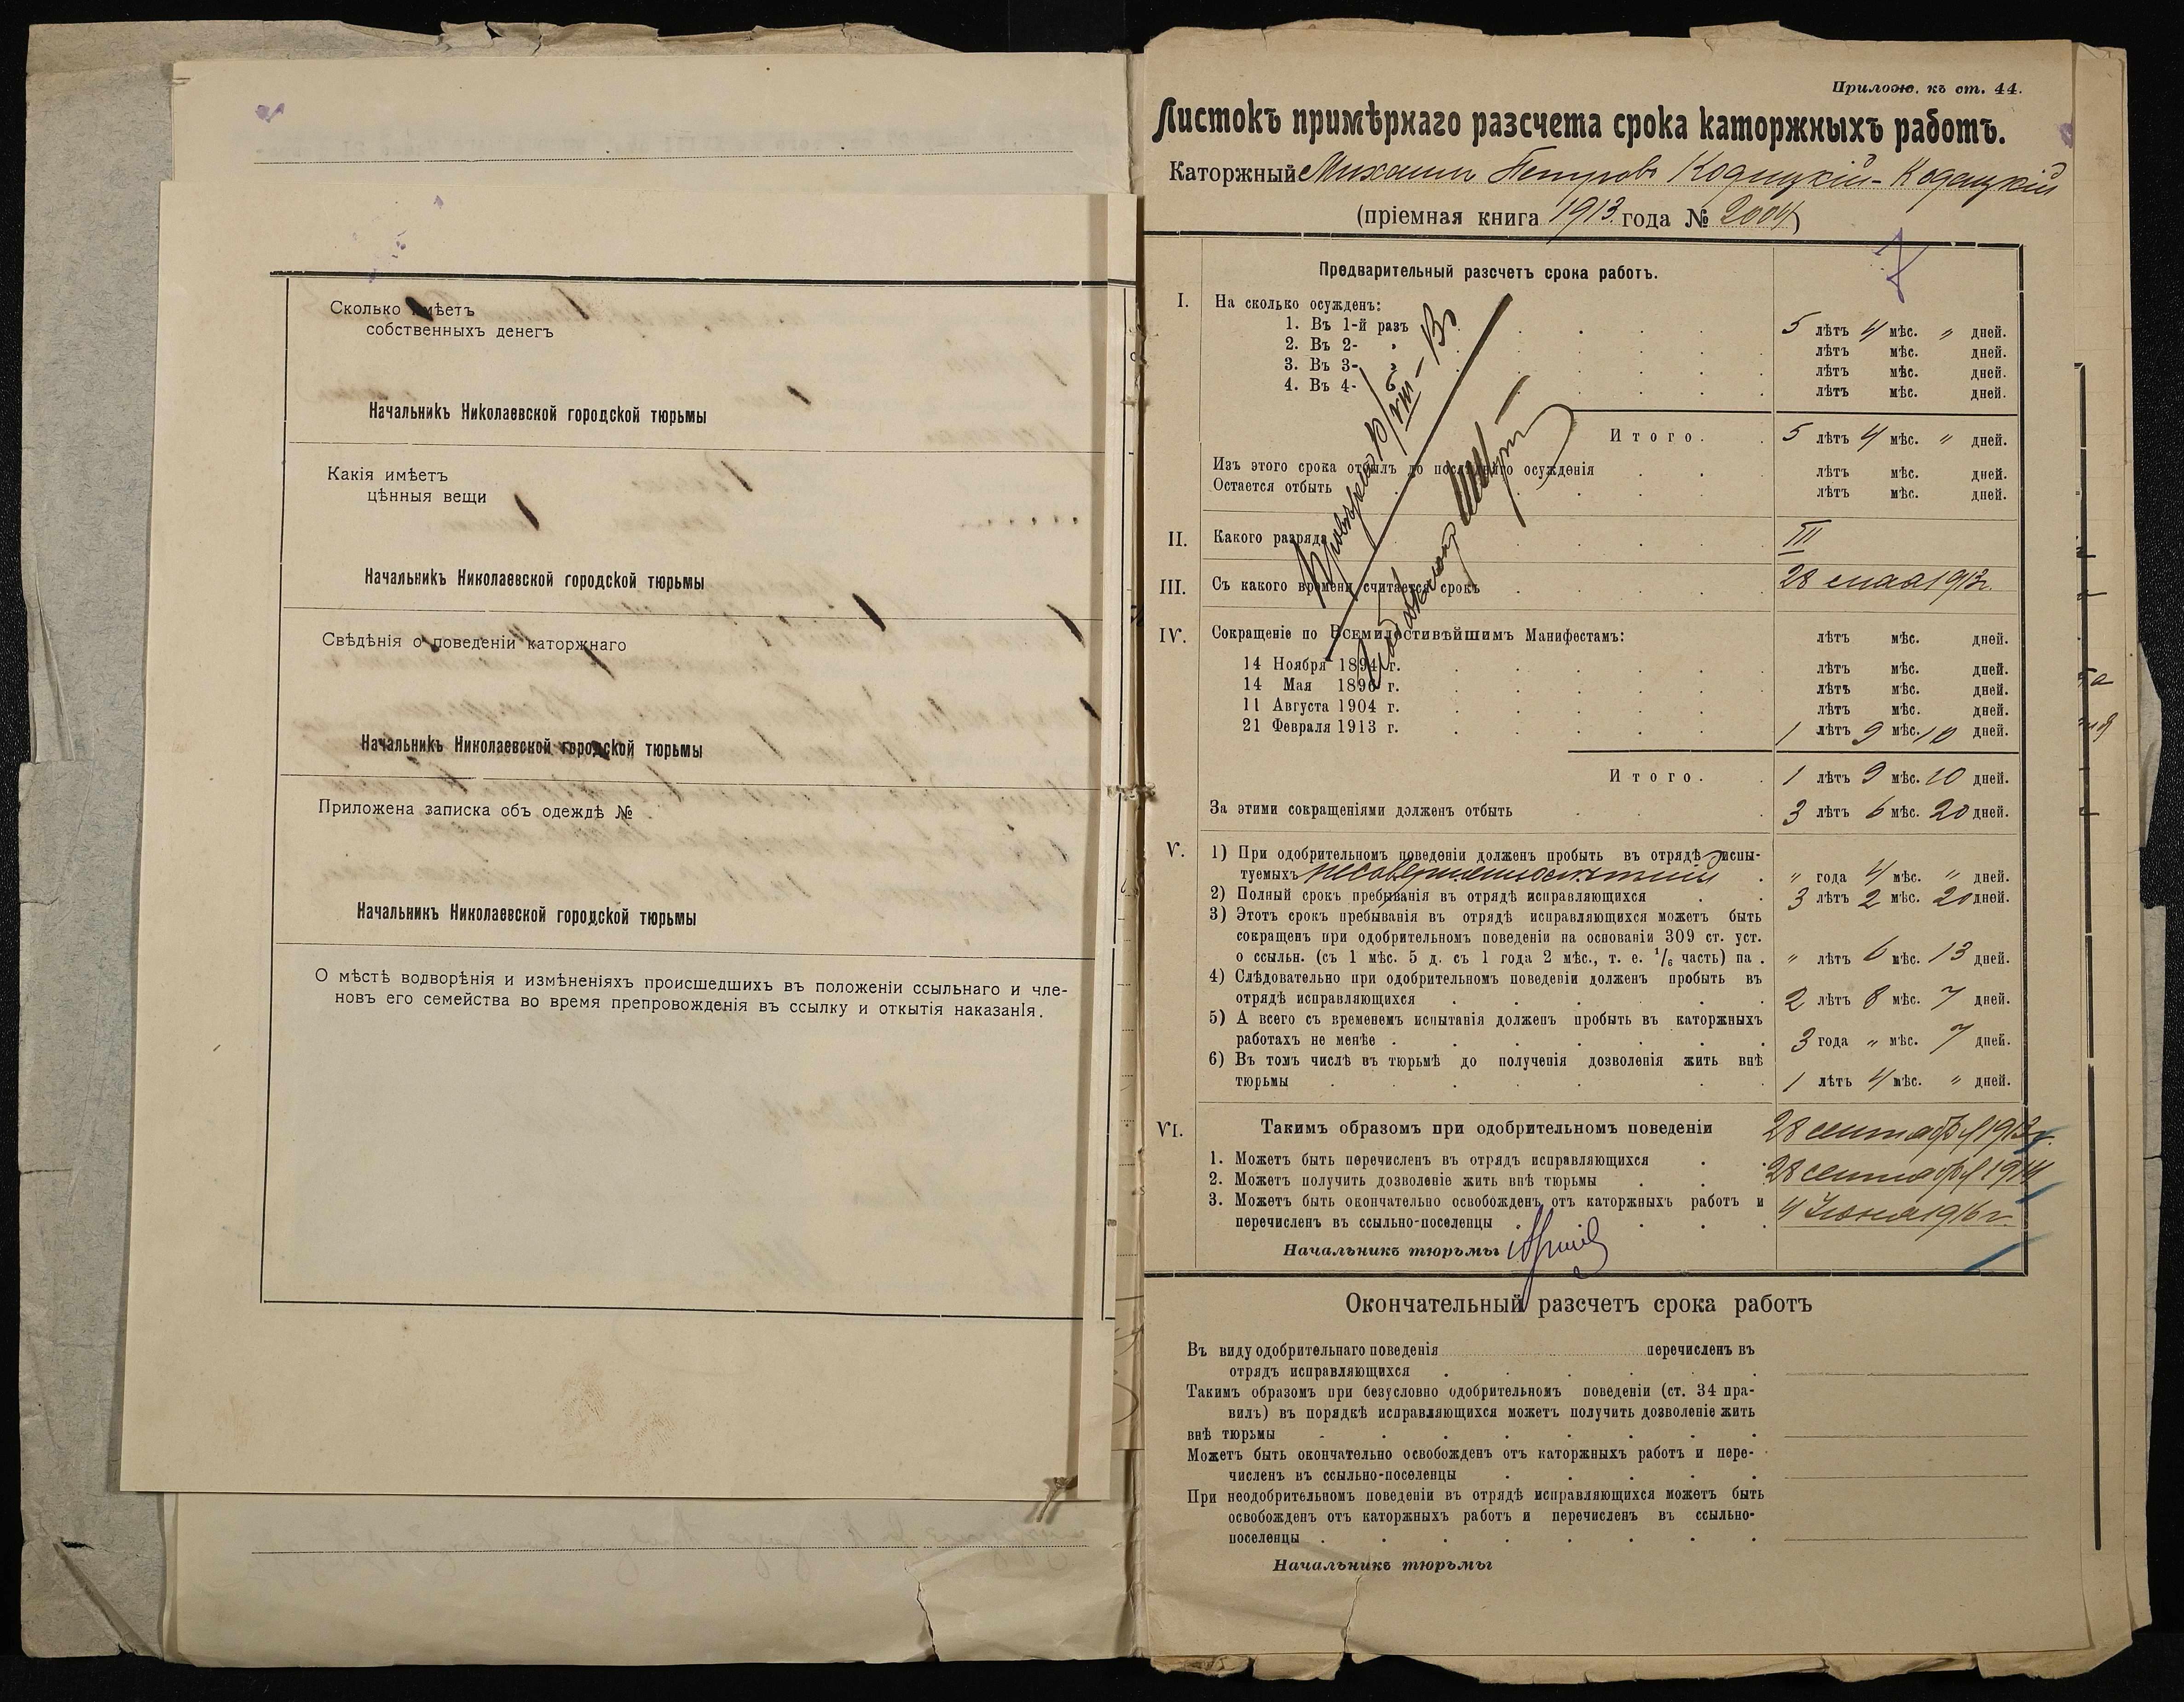 Сколько имѣетъ
собственныхъ денегъ
Начальникъ Николаевской городской тюрьмы
Какія имѣетъ
цѣнныя вещи
Начальникъ Николаевской городской тюрьмы
Свѣдѣнія о поведеніи каторжнаго
Начальникъ Николаевской городской тюрьмы
Приложена записка объ одеждѣ №
Начальникъ Николаевской городской тюрьмы
О мѣстѣ водворѣнія и измѣненіяхъ происшедшихъ въ положеніи ссыльнаго и чле-
новъ его семейства во время препровожденія въ ссылку и откытія наказанія.
Прилож. къ ст. 44.
Листокъ примѣрнаго разсчета срока каторжныхъ работъ.
Каторжный Михаилъ Петровъ Кодицкій-Кодацкій
(пріемная книга 1913 года № 2004)
Предварительный разсчетъ срока работъ.
I. На сколько осужденъ:
1. Въ 1-й разъ 5 лѣтъ 4 мѣс. „ дней.
2. Въ 2- „ лѣтъ мѣс. дней.
3. Въ 3- „ лѣтъ мѣс. дней.
4. Въ 4- лѣтъ мѣс. дней.
Итого. 5 лѣтъ 4 мѣс. „ дней.
Изъ этого срока отбылъ до послѣдняго осужденія лѣтъ мѣс. дней.
Остается отбыть лѣтъ мѣс. дней.
II. Какого разряда III
III. Съ какого времени считается срокъ 28 мая 1913 г.
IV. Сокращеніе по Всемилостивѣйшимъ Манифестамъ: лѣтъ мѣс. дней.
14 Ноября 1894 г. лѣтъ мѣс. дней.
14 Мая 1896 г. лѣтъ мѣс. дней.
11 Августа 1904 г. лѣтъ мѣс. дней.
21 Февраля 1913 г. 1 лѣтъ 9 мѣс. 10 дней.
Итого. 1 лѣтъ 9 мѣс. 10 дней.
За этими сокращеніями долженъ отбыть 3 лѣтъ 6 мѣс. 20 дней.
V. 1) При одобрительномъ поведеніи долженъ пробыть въ отрядѣ испы-
туемыхъ несовершеннолѣтній „ года 4 мѣс. „ дней.
2) Полный срокъ пребыванія въ отрядѣ исправляющихся 3 лѣтъ 2 мѣс. 20 дней.
3) Этотъ срокъ пребыванія въ отрядѣ исправляющихся можетъ быть
сокращенъ при одобрительномъ поведеніи на основаніи 309 ст. уст.
о ссыльн. (съ 1 мѣс. 5 д. съ 1 года 2 мѣс., т. е. 1/6 часть) на „ лѣтъ 6 мѣс. 13 дней.
4) Слѣдовательно при одобрительномъ поведеніи долженъ пробыть въ
отрядѣ исправляющихся 2 лѣтъ 8 мѣс. 7 дней.
5) А всего съ временемъ испытанія долженъ пробыть въ каторжныхъ
работахъ не менѣе 3 года „ мѣс. 7 дней.
6) Въ томъ числѣ въ тюрьмѣ до полученія дозволенія жить внѣ
тюрьмы 1 лѣтъ 4 мѣс. „ дней.
VI. Такимъ образомъ при одобрительномъ поведеніи
1. Можетъ быть перечисленъ въ отрядъ исправляющихся 28 сентября 1913 г.
2. Можетъ получить дозволеніе жить внѣ тюрьмы 28 сентября 1914
3. Можетъ быть окончательно освобожденъ отъ каторжныхъ работъ и
перечисленъ въ ссыльно-поселенцы 4 Іюня 1916 г.
Начальникъ тюрьмы
Окончательный разсчетъ срока работъ
Въ виду одобрительнаго поведенія перечисленъ въ
отрядъ исправляющихся
Такимъ образомъ при безусловно одобрительномъ поведеніи (ст. 34 пра-
вилъ) въ порядкѣ исправляющихся можетъ получить дозволеніе жить
внѣ тюрьмы
Можетъ быть окончательно освобожденъ отъ каторжныхъ работъ и пере-
численъ въ ссыльно-поселенцы
При неодобрительномъ поведеніи въ отрядѣ исправляющихся можетъ быть
освобожденъ отъ каторжныхъ работъ и перечисленъ въ ссыльно-
поселенцы
Начальникъ тюрьмы